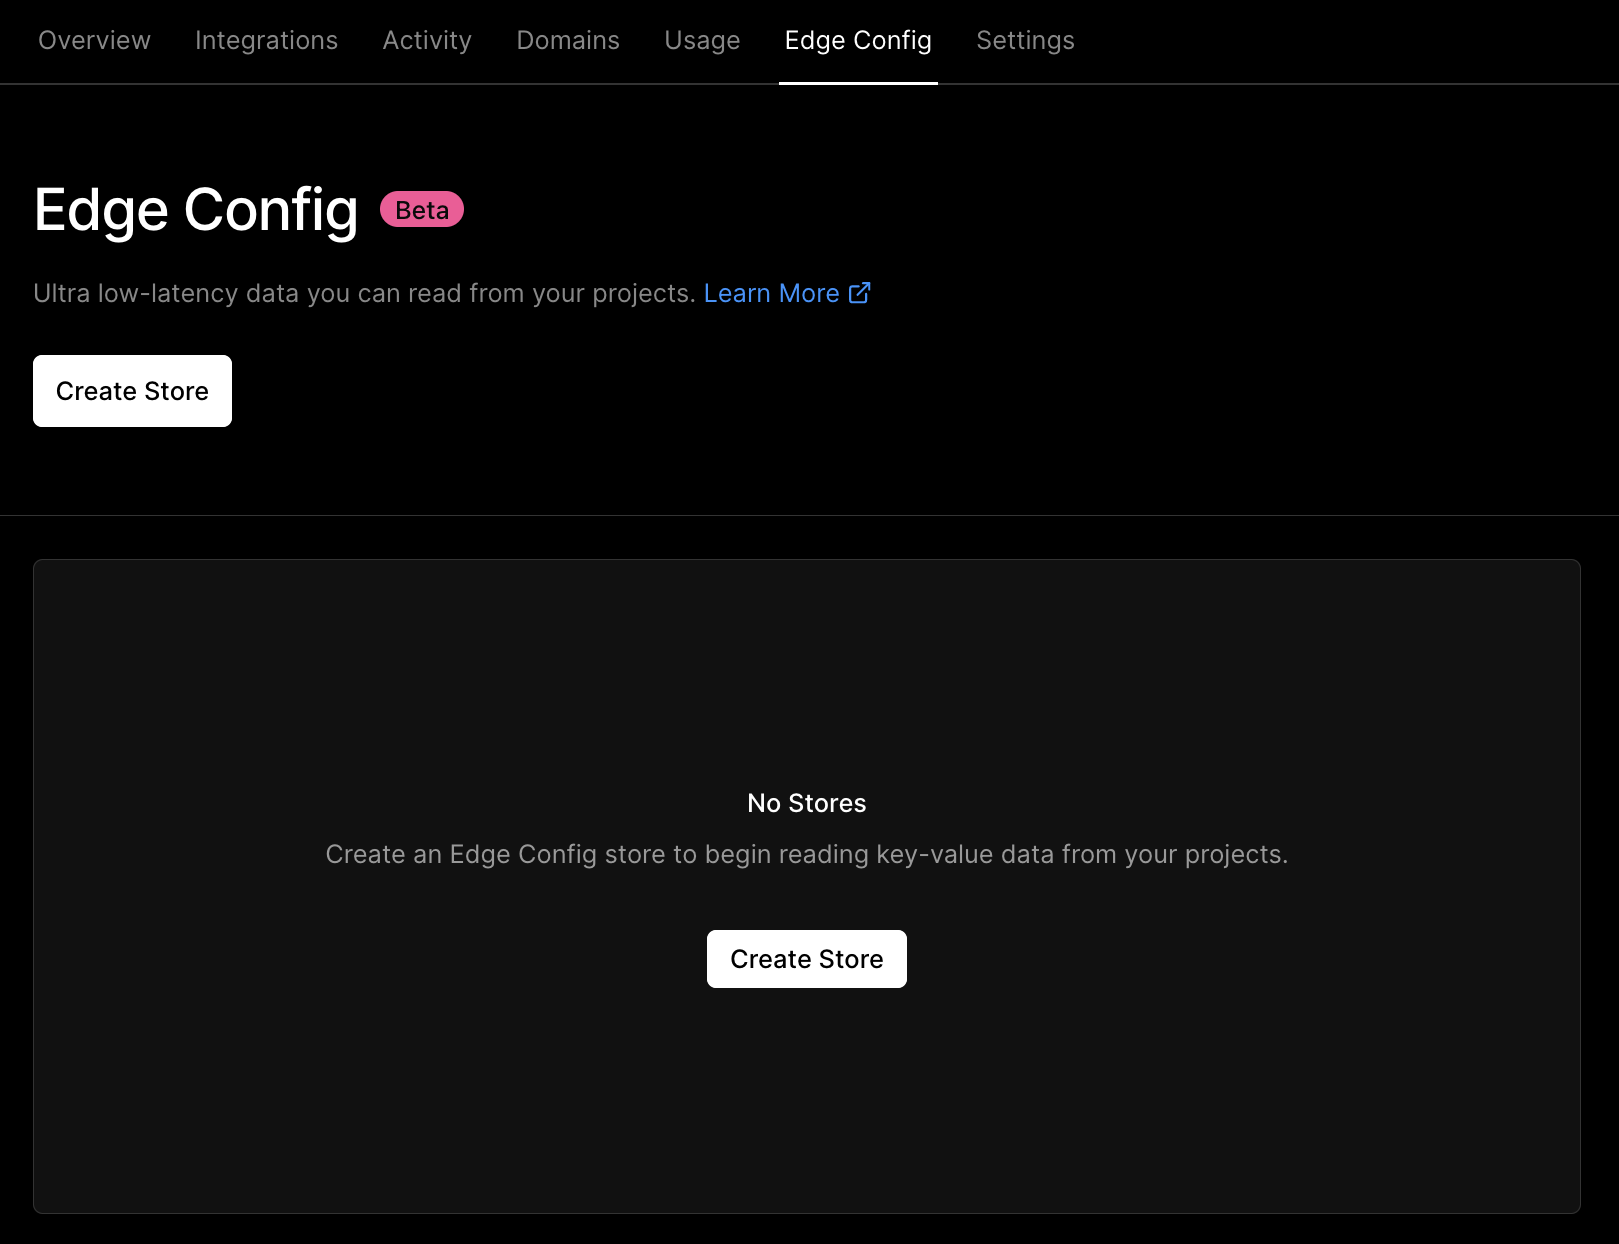 Overview Integrations Activity Domains Usage Edge Config Settings
Edge Config Beta
Ultra low-latency data you can read from your projects. Learn More
Create Store
No Stores
Create an Edge Config store to begin reading key-value data from your projects.
Create Store